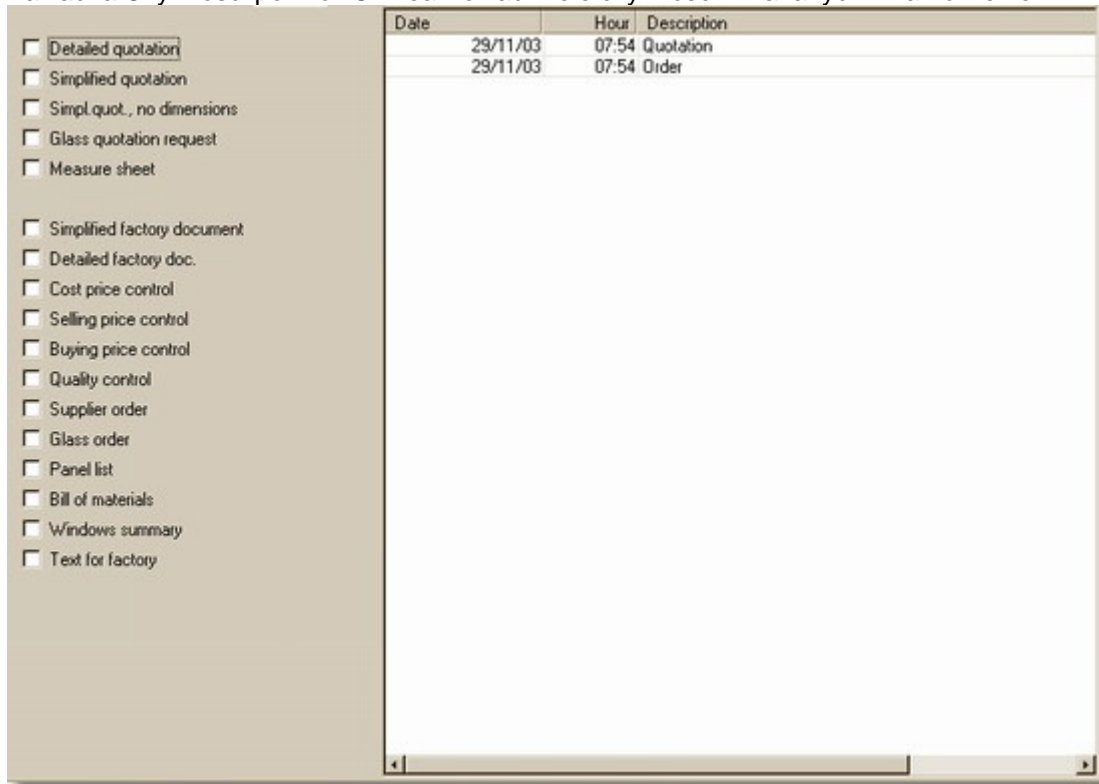 Date Hour Description
29/11/03 07:54 Quotation
29/11/03 07:54 Order
Detailed quotation
Simplified quotation
Simpl.quot., no dimensions
Glass quotation request
Measure sheet
Simplified factory document
Detailed factory doc.
Cost price control
Selling price control
Buying price control
Quality control
Supplier order
Glass order
Panel list
Bill of materials
Windows summary
Text for factory